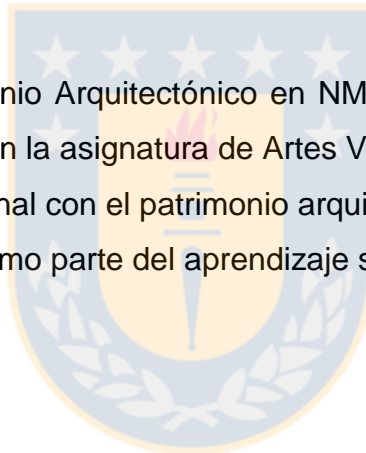 nio Arquitectónico en NM
n la asignatura de Artes V
nal con el patrimonio arqui
mo parte del aprendizaje s